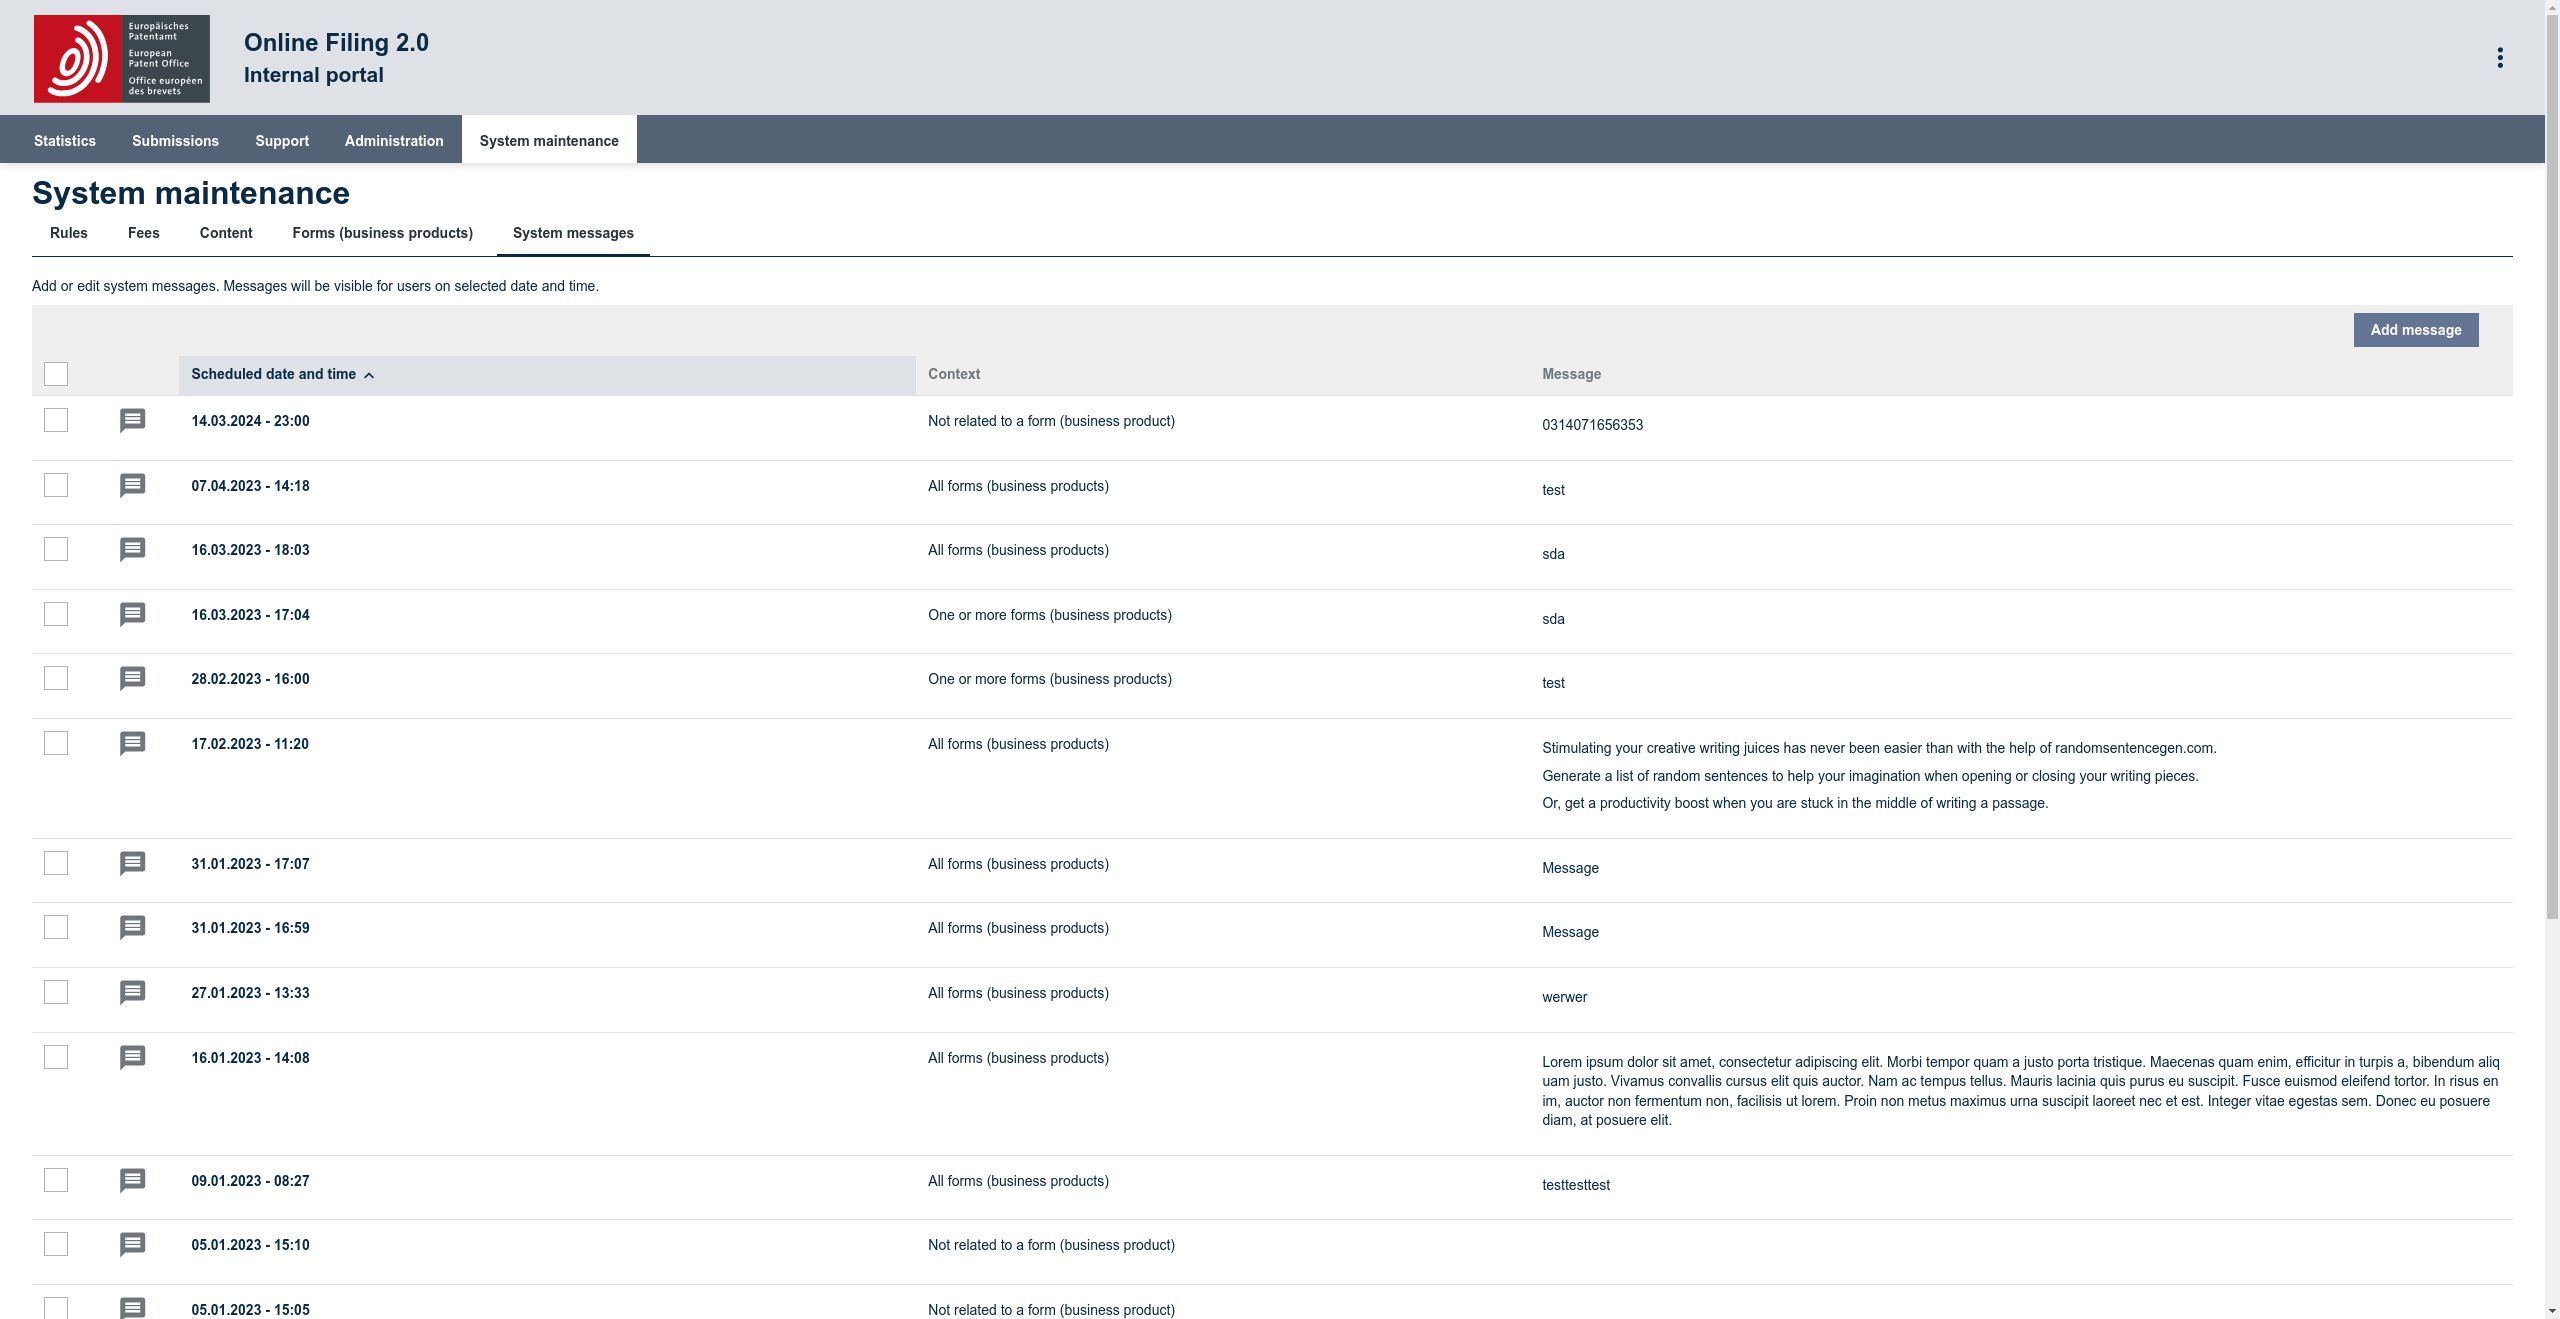 Europäisches
Patentamt
European
Patent Office
Office européen
des brevets
Online Filing 2.0
Internal portal
Statistics Submissions Support Administration System maintenance
System maintenance
Rules Fees Content Forms (business products) System messages
Add or edit system messages. Messages will be visible for users on selected date and time.
Add message
Scheduled date and time Context Message
14.03.2024 - 23:00 Not related to a form (business product) 0314071656353
07.04.2023 - 14:18 All forms (business products) test
16.03.2023 - 18:03 All forms (business products) sda
16.03.2023 - 17:04 One or more forms (business products) sda
28.02.2023 - 16:00 One or more forms (business products) test
17.02.2023 - 11:20 All forms (business products) Stimulating your creative writing juices has never been easier than with the help of randomsentencegen.com.
Generate a list of random sentences to help your imagination when opening or closing your writing pieces.
Or, get a productivity boost when you are stuck in the middle of writing a passage.
31.01.2023 - 17:07 All forms (business products) Message
31.01.2023 - 16:59 All forms (business products) Message
27.01.2023 - 13:33 All forms (business products) werwer
16.01.2023 - 14:08 All forms (business products) Lorem ipsum dolor sit amet, consectetur adipiscing elit. Morbi tempor quam a justo porta tristique. Maecenas quam enim, efficitur in turpis a, bibendum aliq
uam justo. Vivamus convallis cursus elit quis auctor. Nam ac tempus tellus. Mauris lacinia quis purus eu suscipit. Fusce euismod eleifend tortor. In risus en
im, auctor non fermentum non, facilisis ut lorem. Proin non metus maximus urna suscipit laoreet nec et est. Integer vitae egestas sem. Donec eu posuere
diam, at posuere elit.
09.01.2023 - 08:27 All forms (business products) testtesttest
05.01.2023 - 15:10 Not related to a form (business product)
05.01.2023 - 15:05 Not related to a form (business product)